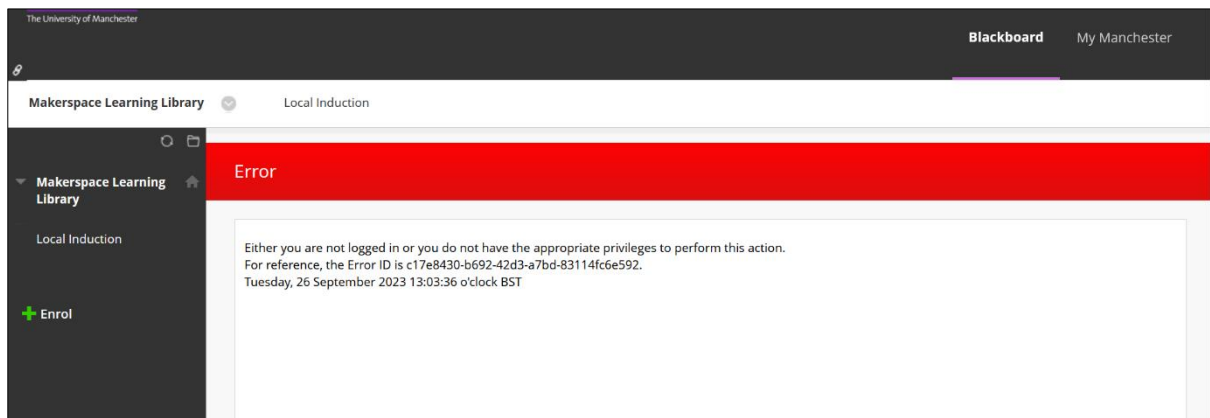 The University of Manchester
Blackboard My Manchester
Makerspace Learning Library Local Induction
Error
Makerspace Learning
Library
Local Induction
Enrol
Either you are not logged in or you do not have the appropriate privileges to perform this action.
For reference, the Error ID is c17e8430-b692-42d3-a7bd-83114fc6e592.
Tuesday, 26 September 2023 13:03:36 o'clock BST